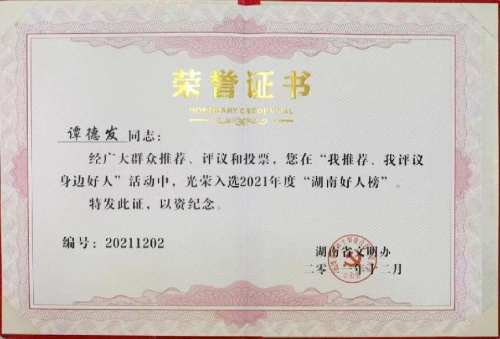 荣誉证书
HONORARY CREDENTIAL
谭德发 同志：
经广大群众推荐、评议和投票，您在“我推荐、我评议
身边好人”活动中，光荣入选2021年度“湖南好人榜”。
特发此证，以资纪念。
编号：20211202
湖南省文明办
二零 一年十二月